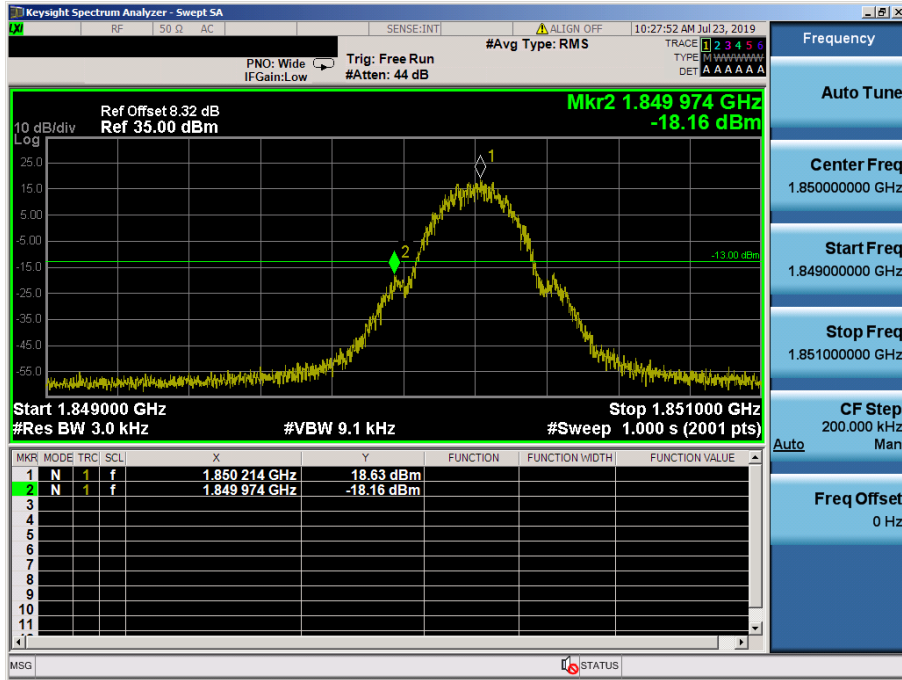 Keysight Spectrum Analyzer - Swept SA
LXI RF 50 Ω AC SENSE:INT ALIGN OFF 10:27:52 AM Jul 23, 2019
#Avg Type: RMS TRACE 1 2 3 4 5 6
PNO: Wide Trig: Free Run TYPE M WWWWW
IFGain:Low #Atten: 44 dB DET A A A A A A
Mkr2 1.849 974 GHz
-18.16 dBm
Ref Offset 8.32 dB
10 dB/div Ref 35.00 dBm
Log
25.0
15.0
5.00
-5.00
-15.0
-25.0
-35.0
-45.0
-55.0
1
2
-13.00 dBm
Start 1.849000 GHz Stop 1.851000 GHz
#Res BW 3.0 kHz #VBW 9.1 kHz #Sweep 1.000 s (2001 pts)
MKR MODE TRC SCL X Y FUNCTION FUNCTION WIDTH FUNCTION VALUE
1 N 1 f 1.850 214 GHz 18.63 dBm
2 N 1 f 1.849 974 GHz -18.16 dBm
3
4
5
6
7
8
9
10
11
MSG STATUS
Frequency
Auto Tune
Center Freq
1.850000000 GHz
Start Freq
1.849000000 GHz
Stop Freq
1.851000000 GHz
CF Step
200.000 kHz
Auto Man
Freq Offset
0 Hz